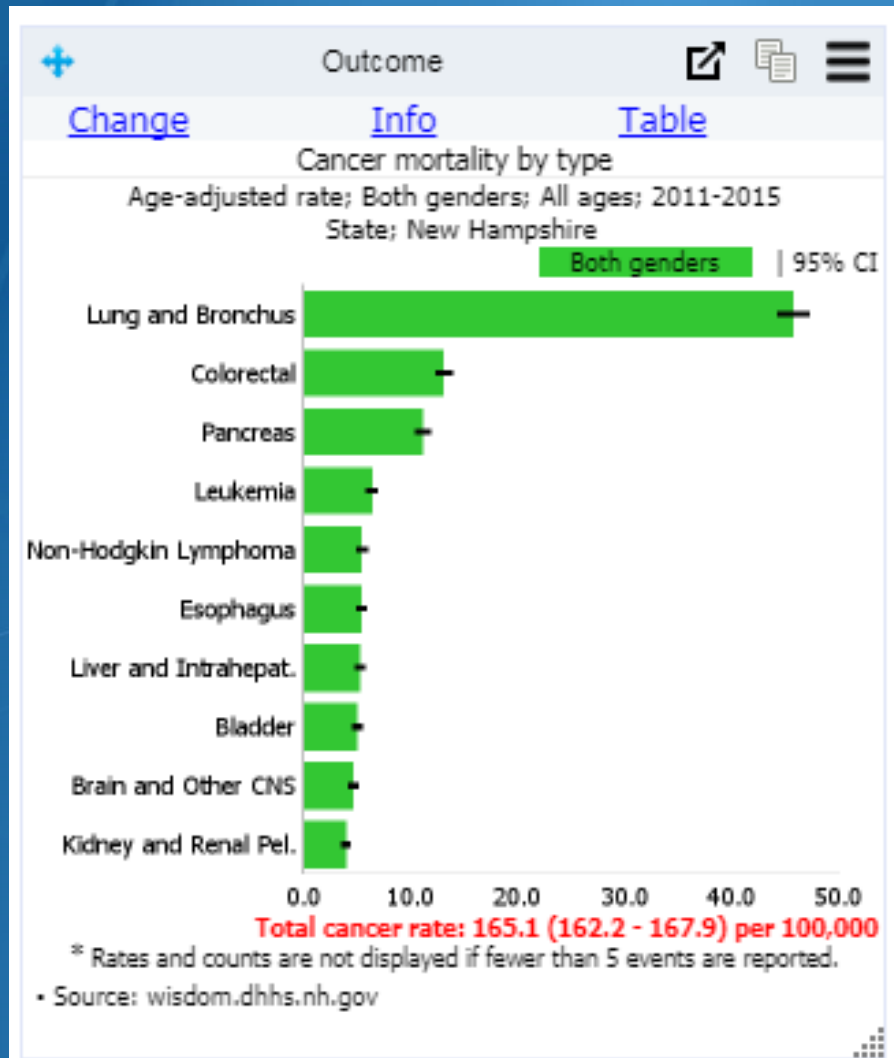 Outcome
Change Info Table
Cancer mortality by type
Age-adjusted rate; Both genders; All ages; 2011-2015
State; New Hampshire
Both genders | 95% CI
Lung and Bronchus
Colorectal
Pancreas
Leukemia
Non-Hodgkin Lymphoma
Esophagus
Liver and Intrahepat.
Bladder
Brain and Other CNS
Kidney and Renal Pel.
0.0 10.0 20.0 30.0 40.0 50.0
Total cancer rate: 165.1 (162.2 - 167.9) per 100,000
* Rates and counts are not displayed if fewer than 5 events are reported.
• Source: wisdom.dhhs.nh.gov